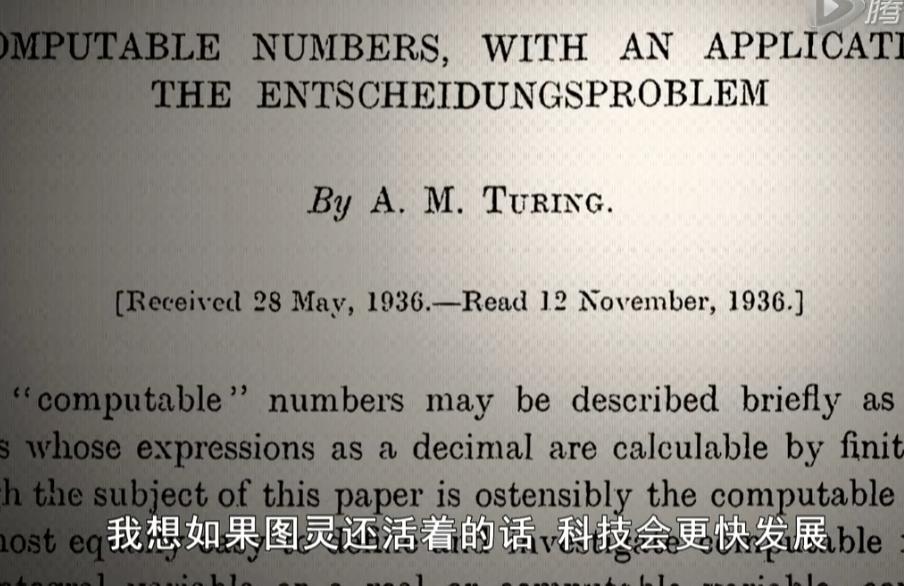 腾
OMPUTABLE NUMBERS, WITH AN APPLICATI
THE ENTSCHEIDUNGSPROBLEM
By A. M. TURING.
[Received 28 May, 1936.—Read 12 November, 1936.]
“computable” numbers may be described briefly as
s whose expressions as a decimal are calculable by finit
h the subject of this paper is ostensibly the computable
most eq computable
我想如果图灵还活着的话 科技会更快发展